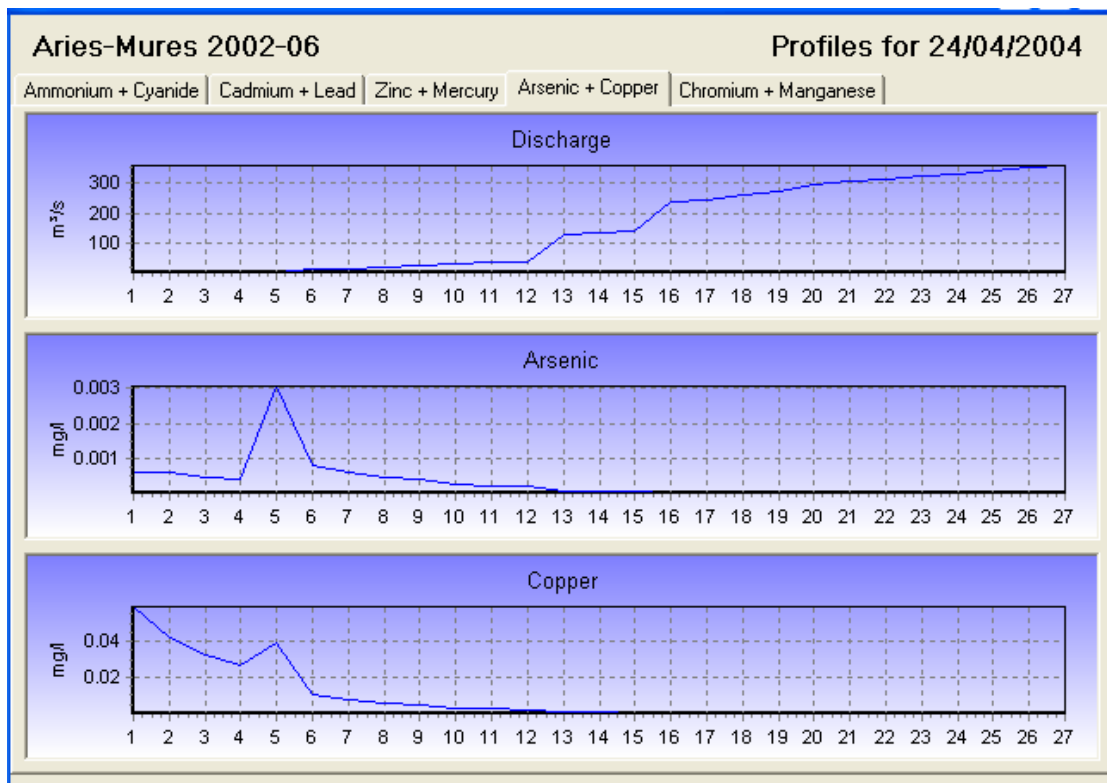 Aries-Mures 2002-06 Profiles for 24/04/2004
Ammonium + Cyanide Cadmium + Lead Zinc + Mercury Arsenic + Copper Chromium + Manganese
Discharge
300
200
100
m³/s
1 2 3 4 5 6 7 8 9 10 11 12 13 14 15 16 17 18 19 20 21 22 23 24 25 26 27
Arsenic
0.003
0.002
0.001
mg/l
1 2 3 4 5 6 7 8 9 10 11 12 13 14 15 16 17 18 19 20 21 22 23 24 25 26 27
Copper
0.04
0.02
mg/l
1 2 3 4 5 6 7 8 9 10 11 12 13 14 15 16 17 18 19 20 21 22 23 24 25 26 27